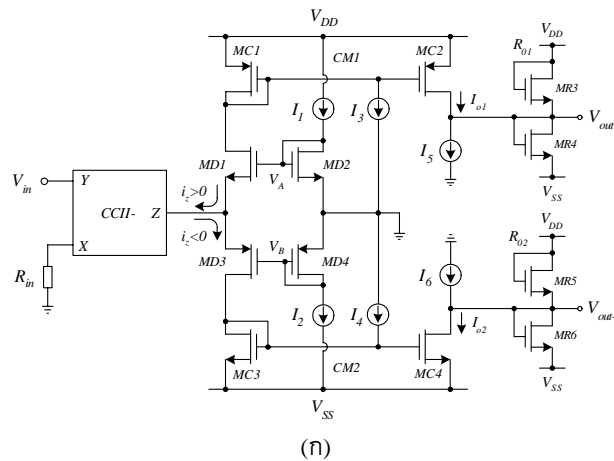 V_DD
MC1
CM1
MC2
R_01
V_DD
MR3
I_1
I_3
I_o1
V_out+
MR4
I_5
V_SS
MD1
V_A
MD2
V_in
Y
CCII-
Z
X
R_in
i_z>0
i_z<0
MD3
V_B
MD4
I_2
I_4
I_6
R_02
V_DD
MR5
I_o2
V_out-
MR6
V_SS
MC3
CM2
MC4
V_SS
(ก)